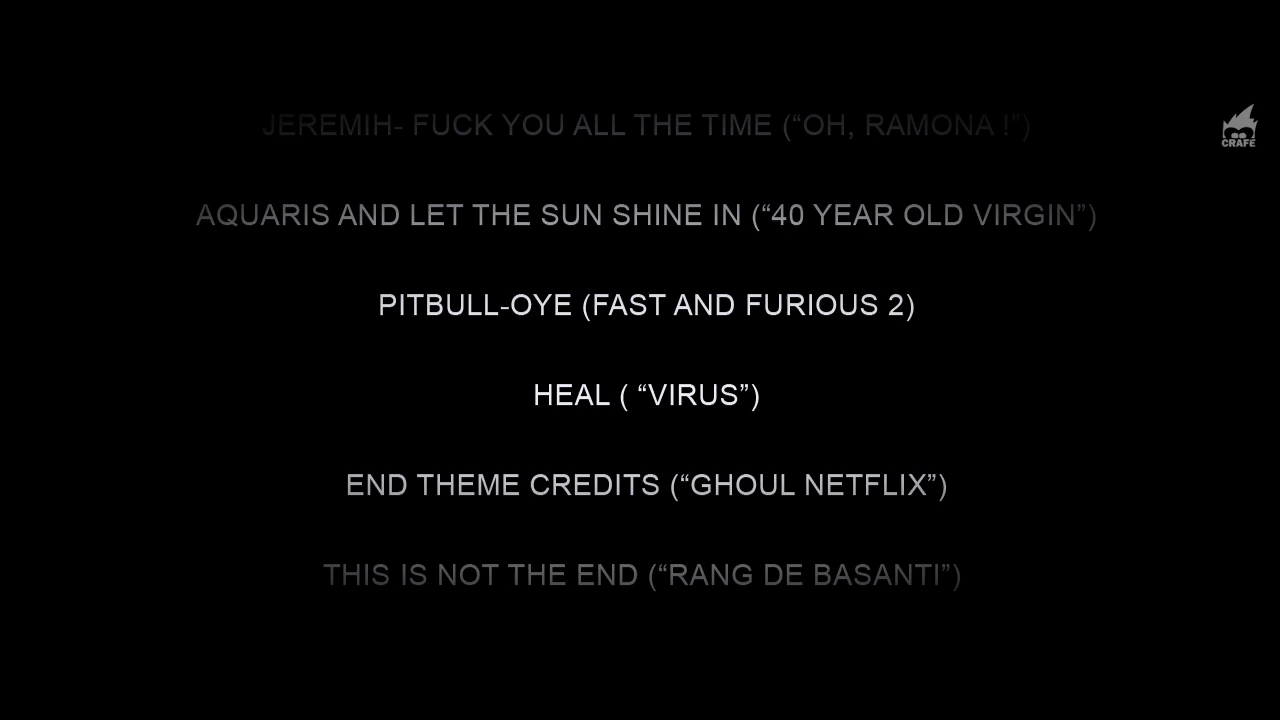 JEREMIH- FUCK YOU ALL THE TIME (“OH, RAMONA !”)
CRAFÉ
AQUARIS AND LET THE SUN SHINE IN (“40 YEAR OLD VIRGIN”)
PITBULL-OYE (FAST AND FURIOUS 2)
HEAL ( “VIRUS”)
END THEME CREDITS (“GHOUL NETFLIX”)
THIS IS NOT THE END (“RANG DE BASANTI”)